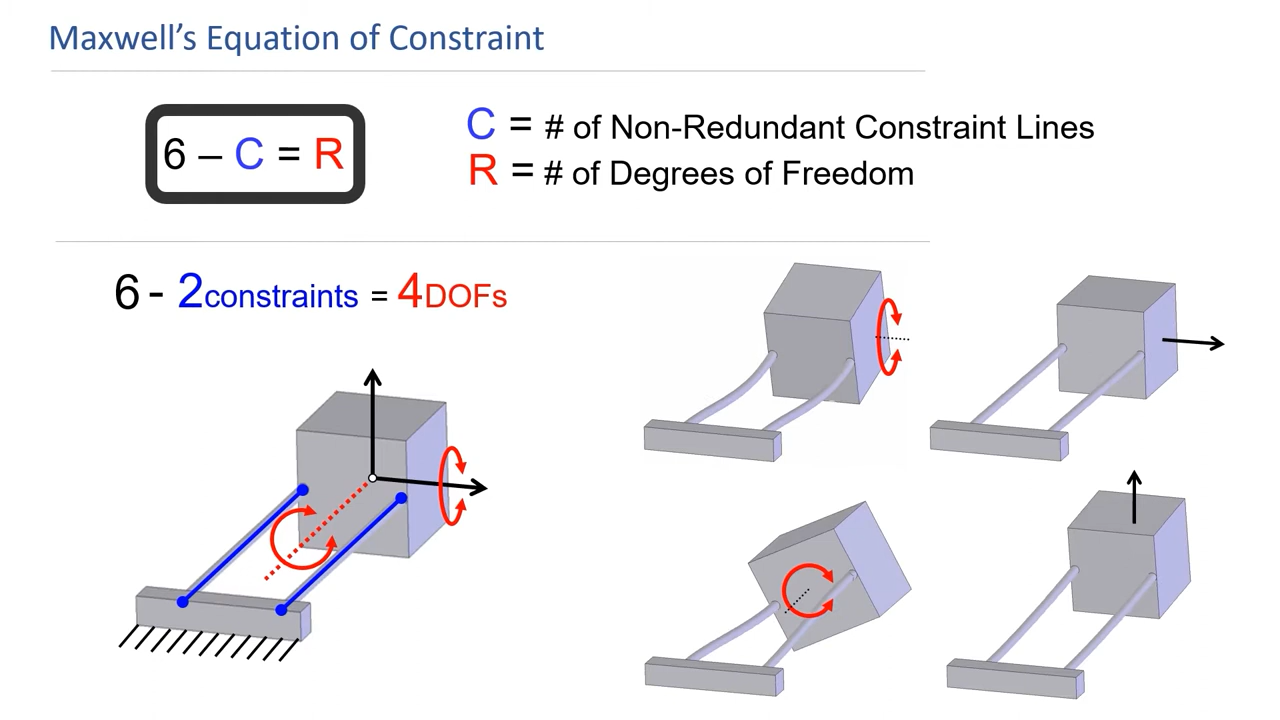 Maxwell’s Equation of Constraint
6 – C = R
C = # of Non-Redundant Constraint Lines
R = # of Degrees of Freedom
6 - 2constraints = 4DOFs